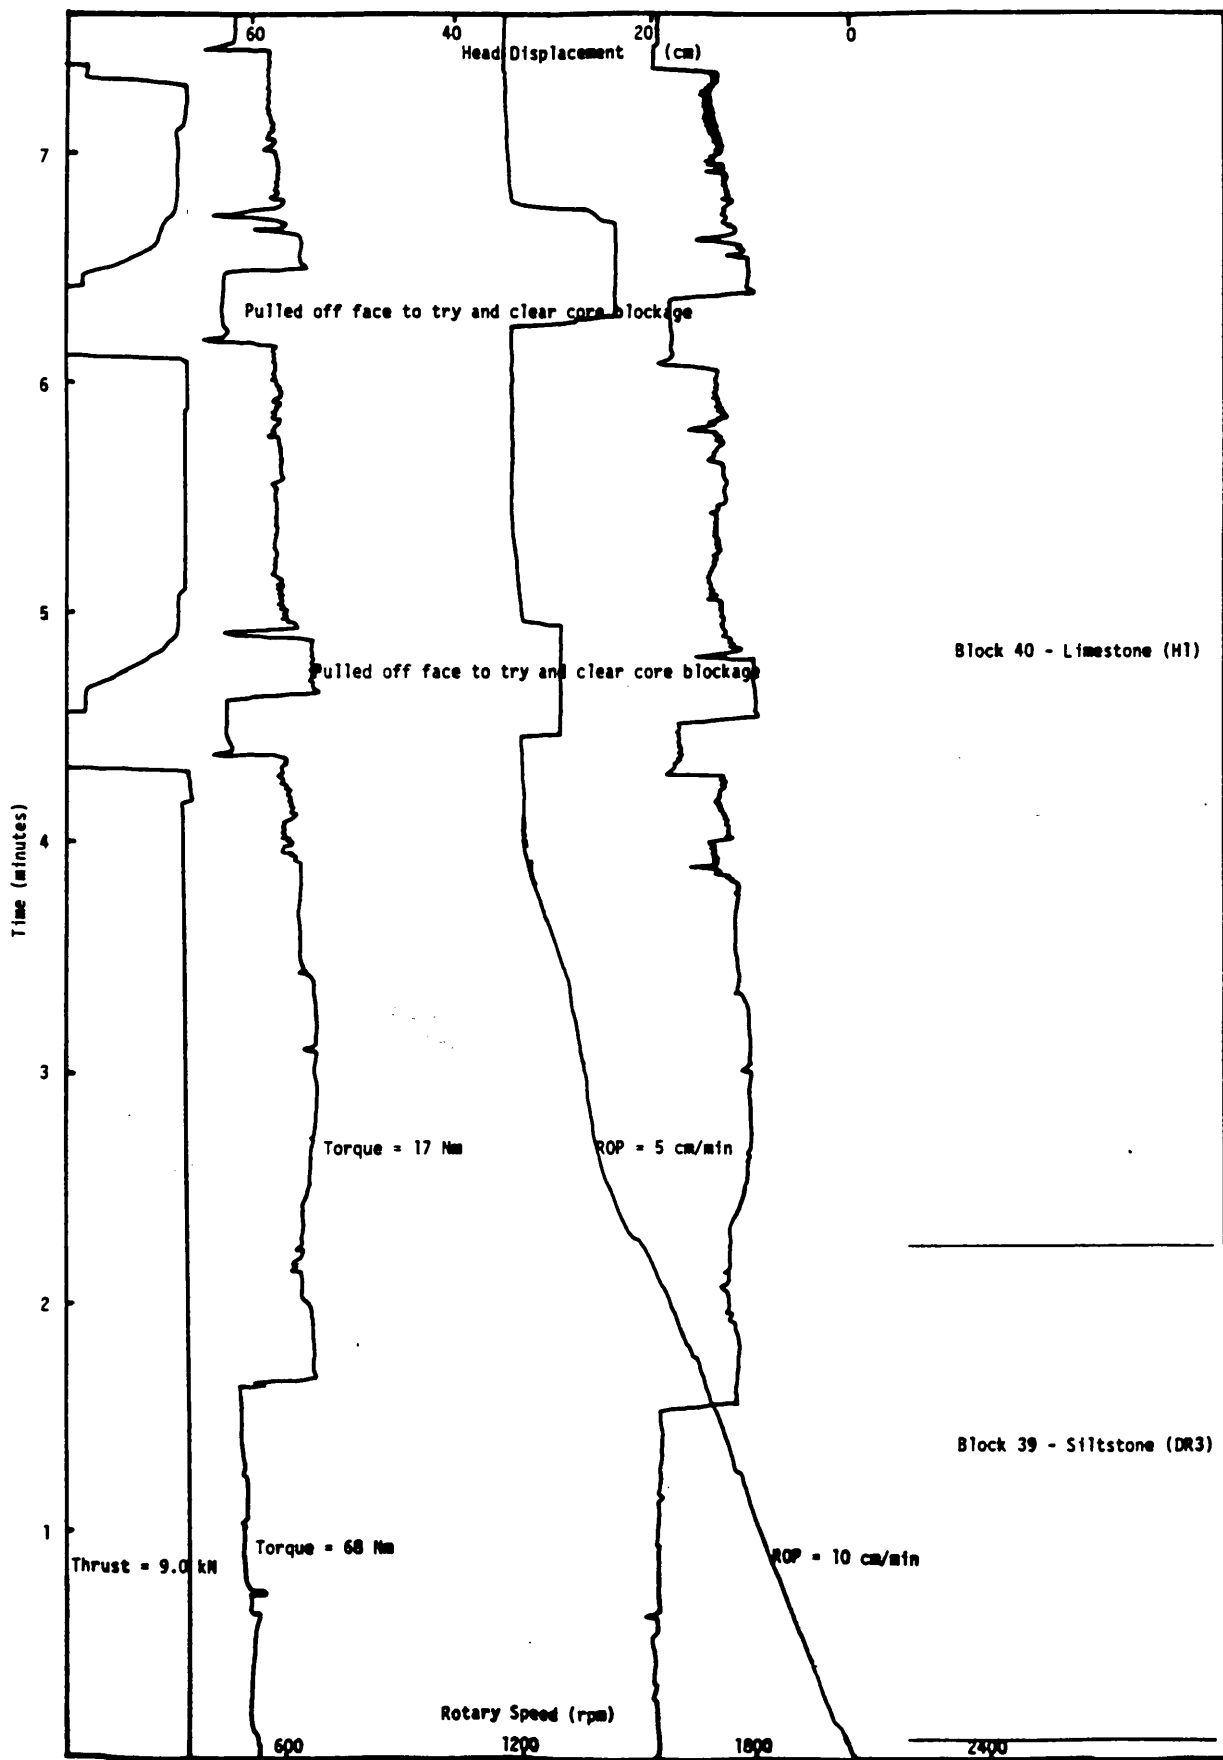 60 40 20 0
Head Displacement (cm)
7
Pulled off face to try and clear core blockage
6
5
Block 40 - Limestone (H1)
Pulled off face to try and clear core blockage
4
Time (minutes)
3
Torque = 17 Nm ROP = 5 cm/min
2
Block 39 - Siltstone (DR3)
1
Torque = 68 Nm
Thrust = 9.0 kN
ROP = 10 cm/min
Rotary Speed (rpm)
600 1200 1800 2400